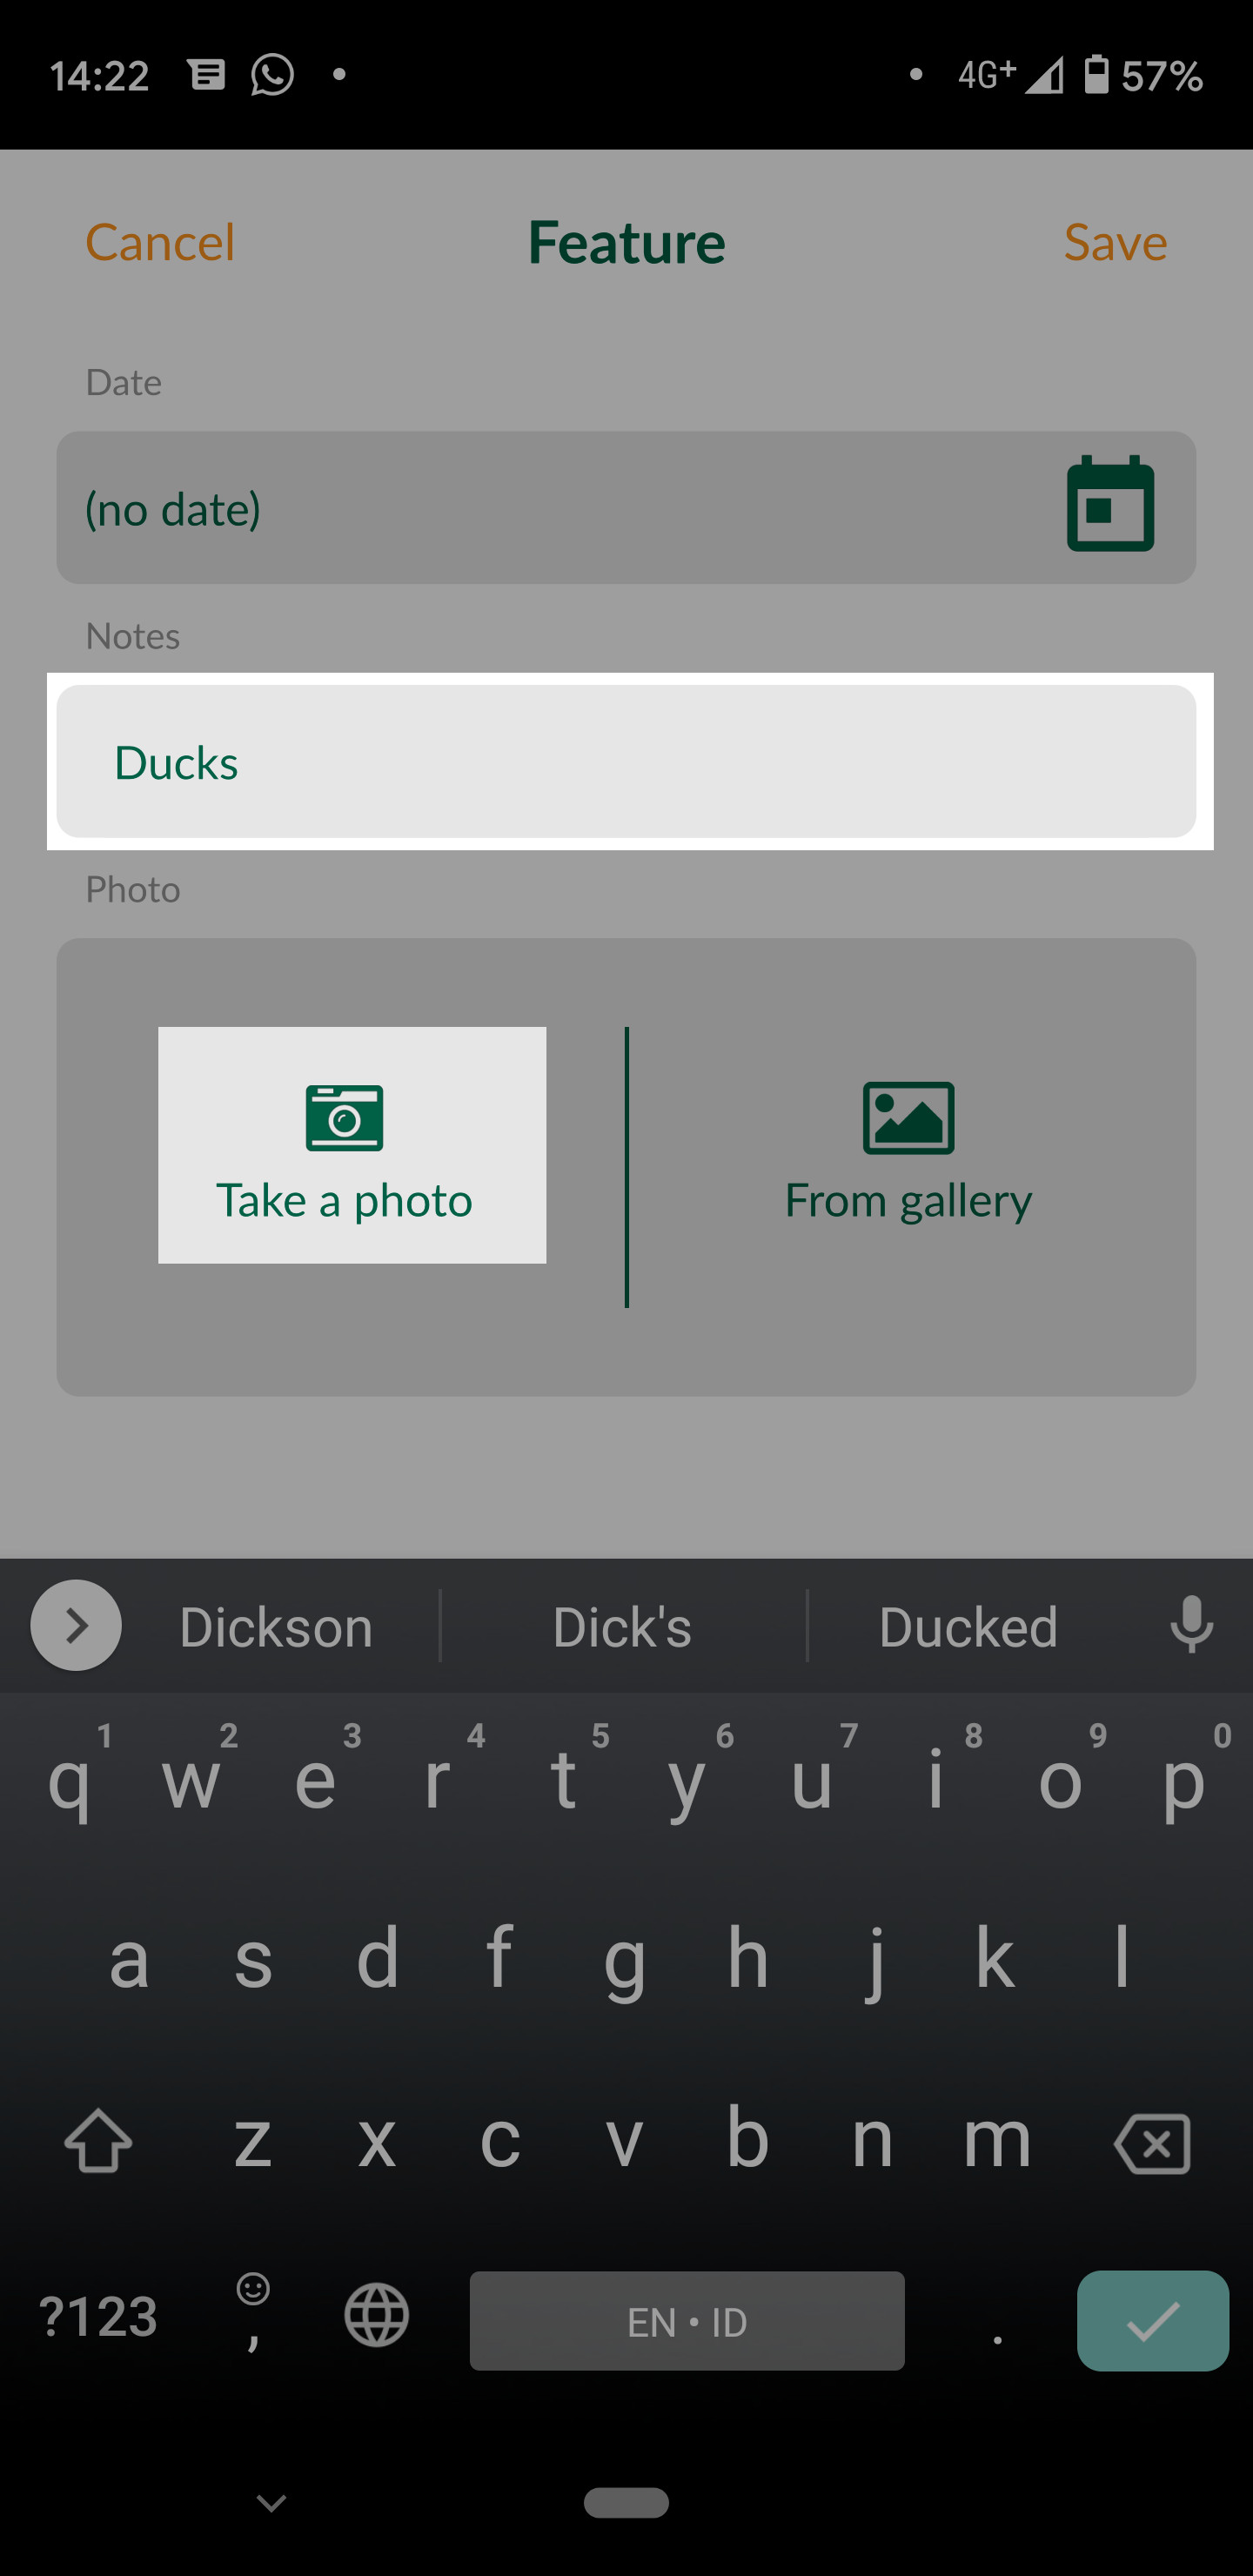 14:22 4G+ 57%
Cancel Feature Save
Date
(no date)
Notes
Ducks
Photo
Take a photo From gallery
Dickson Dick's Ducked
1 2 3 4 5 6 7 8 9 0
q w e r t y u i o p
a s d f g h j k l
z x c v b n m
?123 , EN • ID .